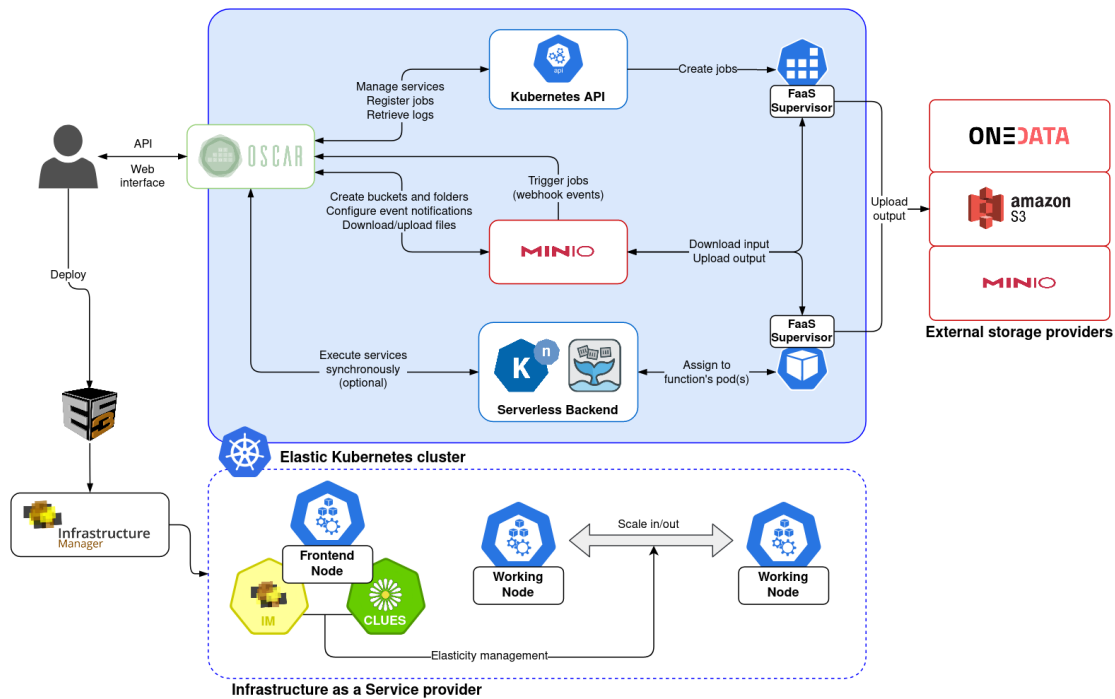 api
Kubernetes API
Create jobs
FaaS
Supervisor
Manage services
Register jobs
Retrieve logs
API
Web
interface
OSCAR
Trigger jobs
(webhook events)
Create buckets and folders
Configure event notifications
Download/upload files
MINIO
Download input
Upload output
Upload
output
ONEDATA
amazon
S3
MINIO
External storage providers
Deploy
FaaS
Supervisor
Execute services
synchronously
(optional)
K
n
Serverless Backend
Assign to
function's pod(s)
EC3
Elastic Kubernetes cluster
Infrastructure
Manager
Frontend
Node
IM
CLUES
Working
Node
Scale in/out
Working
Node
Elasticity management
Infrastructure as a Service provider